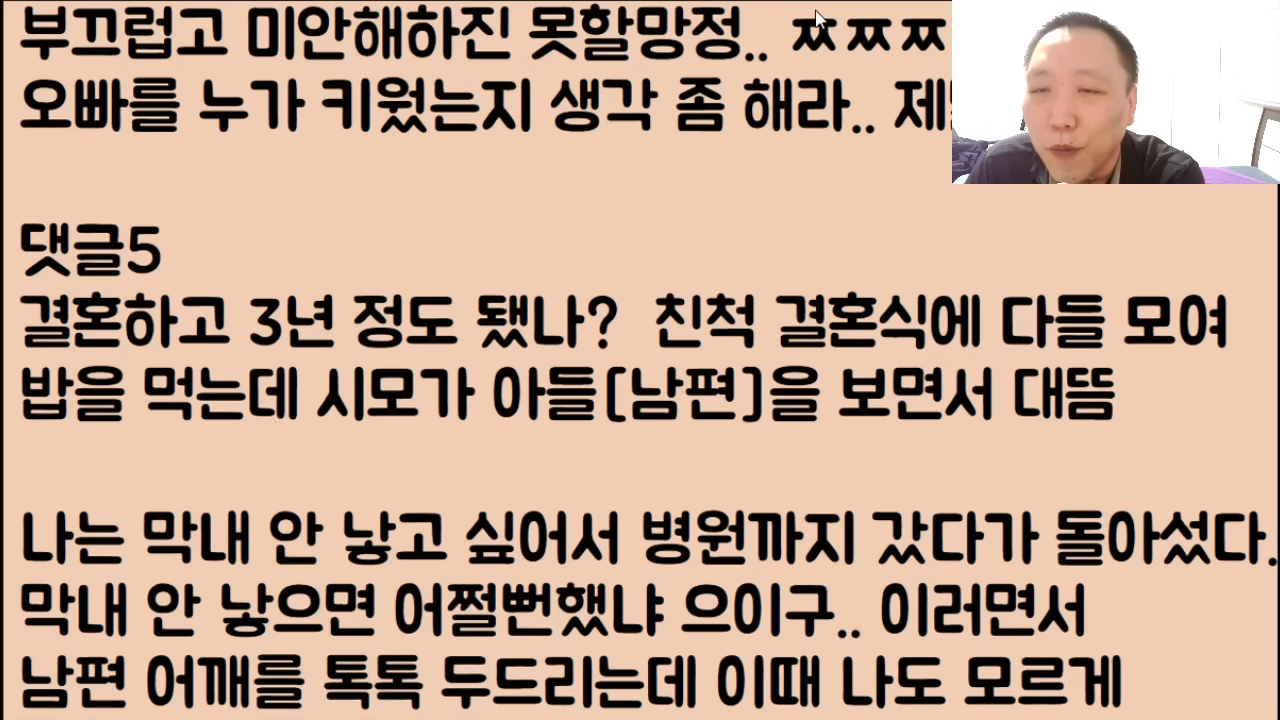 부끄럽고 미안해하진 못할망정.. ㅉㅉㅉ
오빠를 누가 키웠는지 생각 좀 해라..
댓글5
결혼하고 3년 정도 됐나? 친척 결혼식에 다들 모여
밥을 먹는데 시모가 아들[남편]을 보면서 대뜸
나는 막내 안 낳고 싶어서 병원까지 갔다가 돌아섰다.
막내 안 낳으면 어쩔뻔했냐 으이구.. 이러면서
남편 어깨를 톡톡 두드리는데 이때 나도 모르게